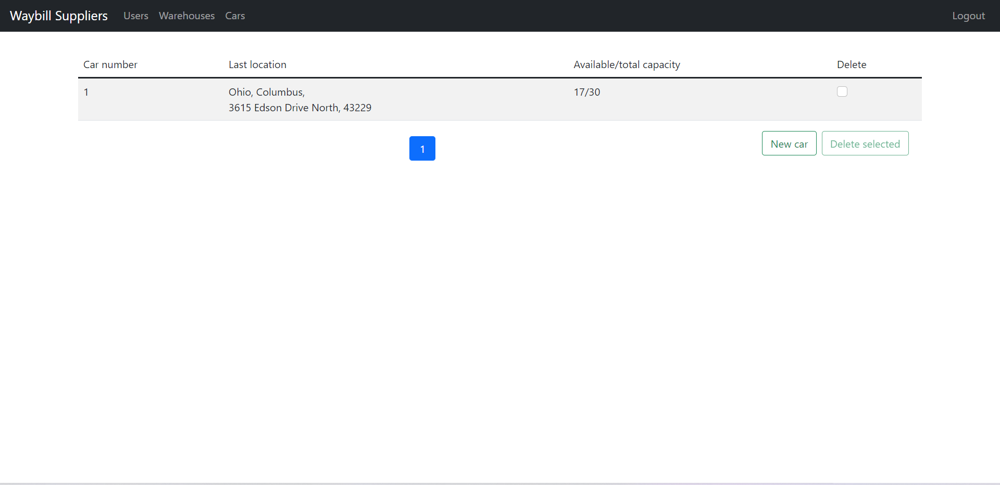 Waybill Suppliers Users Warehouses Cars Logout
Car number Last location Available/total capacity Delete
1 Ohio, Columbus, 17/30
3615 Edson Drive North, 43229
1 New car Delete selected